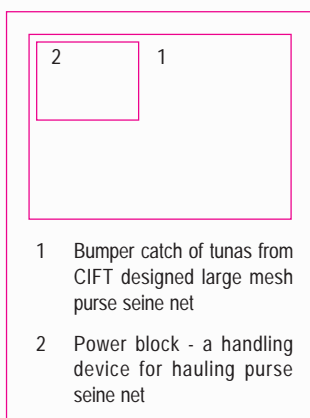 2 1
1 Bumper catch of tunas from
CIFT designed large mesh
purse seine net
2 Power block - a handling
device for hauling purse
seine net